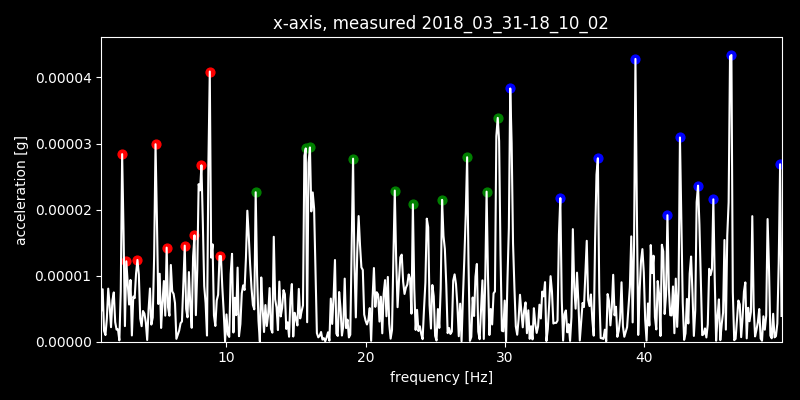 x-axis, measured 2018_03_31-18_10_02
acceleration [g]
0.00004
0.00003
0.00002
0.00001
0.00000
10 20 30 40
frequency [Hz]